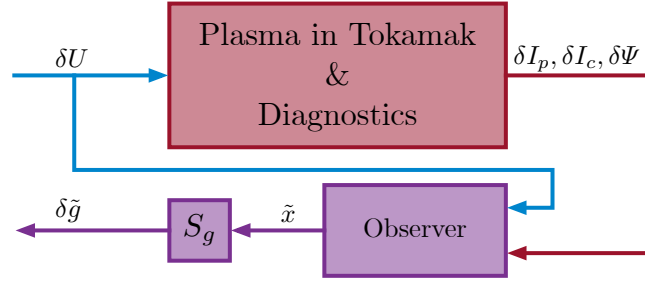 Plasma in Tokamak
&
Diagnostics
δU
δI_p, δI_c, δΨ
δg̃
S_g
x̃
Observer